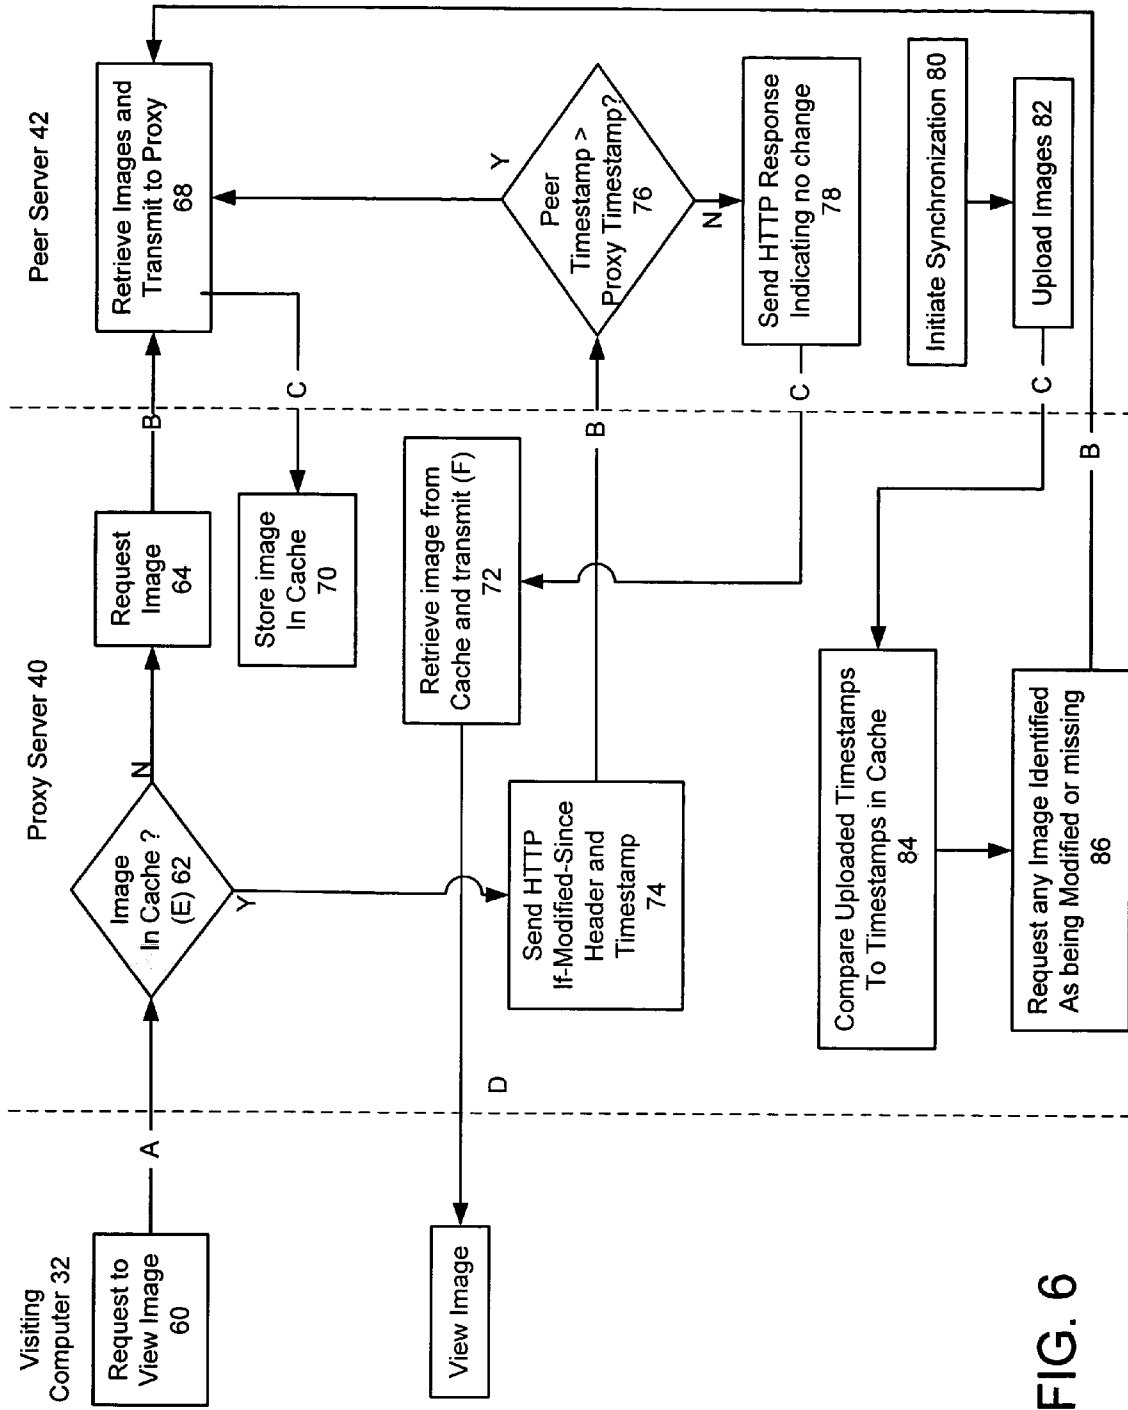 Visiting
Computer 32
Proxy Server 40
Peer Server 42
Request to
View Image
60
A
Image
In Cache ?
(E) 62
N
Y
Request
Image
64
B
Retrieve Images and
Transmit to Proxy
68
C
Store image
In Cache
70
Retrieve image from
Cache and transmit (F)
72
D
View Image
Send HTTP
If-Modified-Since
Header and
Timestamp
74
B
Peer
Timestamp >
Proxy Timestamp?
76
Y
N
Send HTTP Response
Indicating no change
78
C
Initiate Synchronization 80
Upload Images 82
C
Compare Uploaded Timestamps
To Timestamps in Cache
84
Request any Image Identified
As being Modified or missing
86
B
FIG. 6